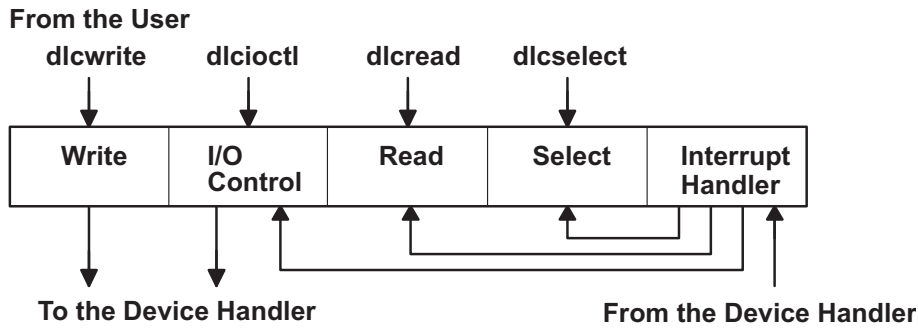 From the User
dlcwrite dlcioctl dlcread dlcselect
Write I/O Control Read Select Interrupt Handler
To the Device Handler From the Device Handler